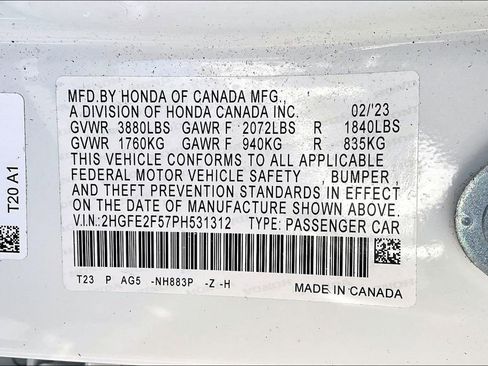 MFD.BY HONDA OF CANADA MFG.,
A DIVISION OF HONDA CANADA INC. 02/'23
GVWR 3880LBS GAWR F 2072LBS R 1840LBS
GVWR 1760KG GAWR F 940KG R 835KG
THIS VEHICLE CONFORMS TO ALL APPLICABLE
FEDERAL MOTOR VEHICLE SAFETY , BUMPER ,
AND THEFT PREVENTION STANDARDS IN EFFECT
ON THE DATE OF MANUFACTURE SHOWN ABOVE.
V.I.N:2HGFE2F57PH531312 TYPE: PASSENGER CAR
T23 P AG5 -NH883P -Z -H
MADE IN CANADA
T20 A1